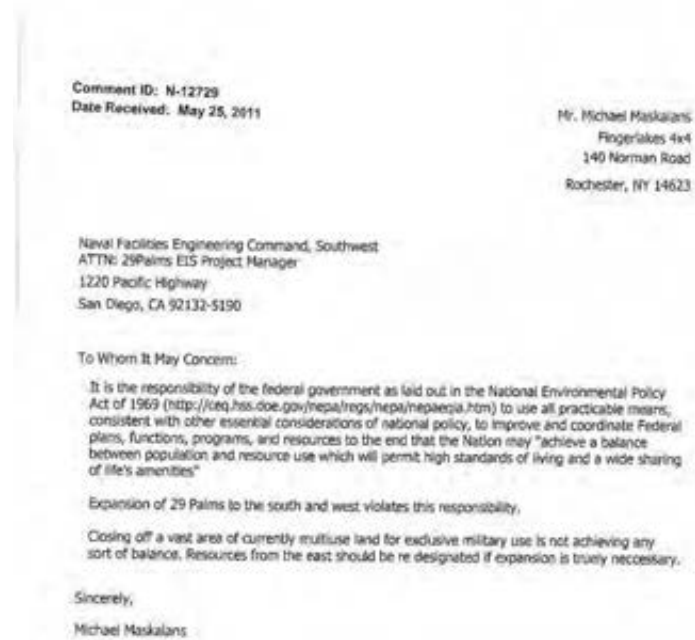 Comment ID: N-12729
Date Received: May 25, 2011
Mr. Michael Maskalans
Fingerlakes 4x4
140 Norman Road
Rochester, NY 14623
Naval Facilities Engineering Command, Southwest
ATTN: 29Palms EIS Project Manager
1220 Pacific Highway
San Diego, CA 92132-5190
To Whom It May Concern:
It is the responsibility of the federal government as laid out in the National Environmental Policy
Act of 1969 (http://ceq.hss.doe.gov/nepa/regs/nepa/nepaeqia.htm) to use all practicable means,
consistent with other essential considerations of national policy, to improve and coordinate Federal
plans, functions, programs, and resources to the end that the Nation may "achieve a balance
between population and resource use which will permit high standards of living and a wide sharing
of life's amenities"
Expansion of 29 Palms to the south and west violates this responsibility.
Closing off a vast area of currently multiuse land for exclusive military use is not achieving any
sort of balance. Resources from the east should be re designated if expansion is truely neccessary.
Sincerely,
Michael Maskalans